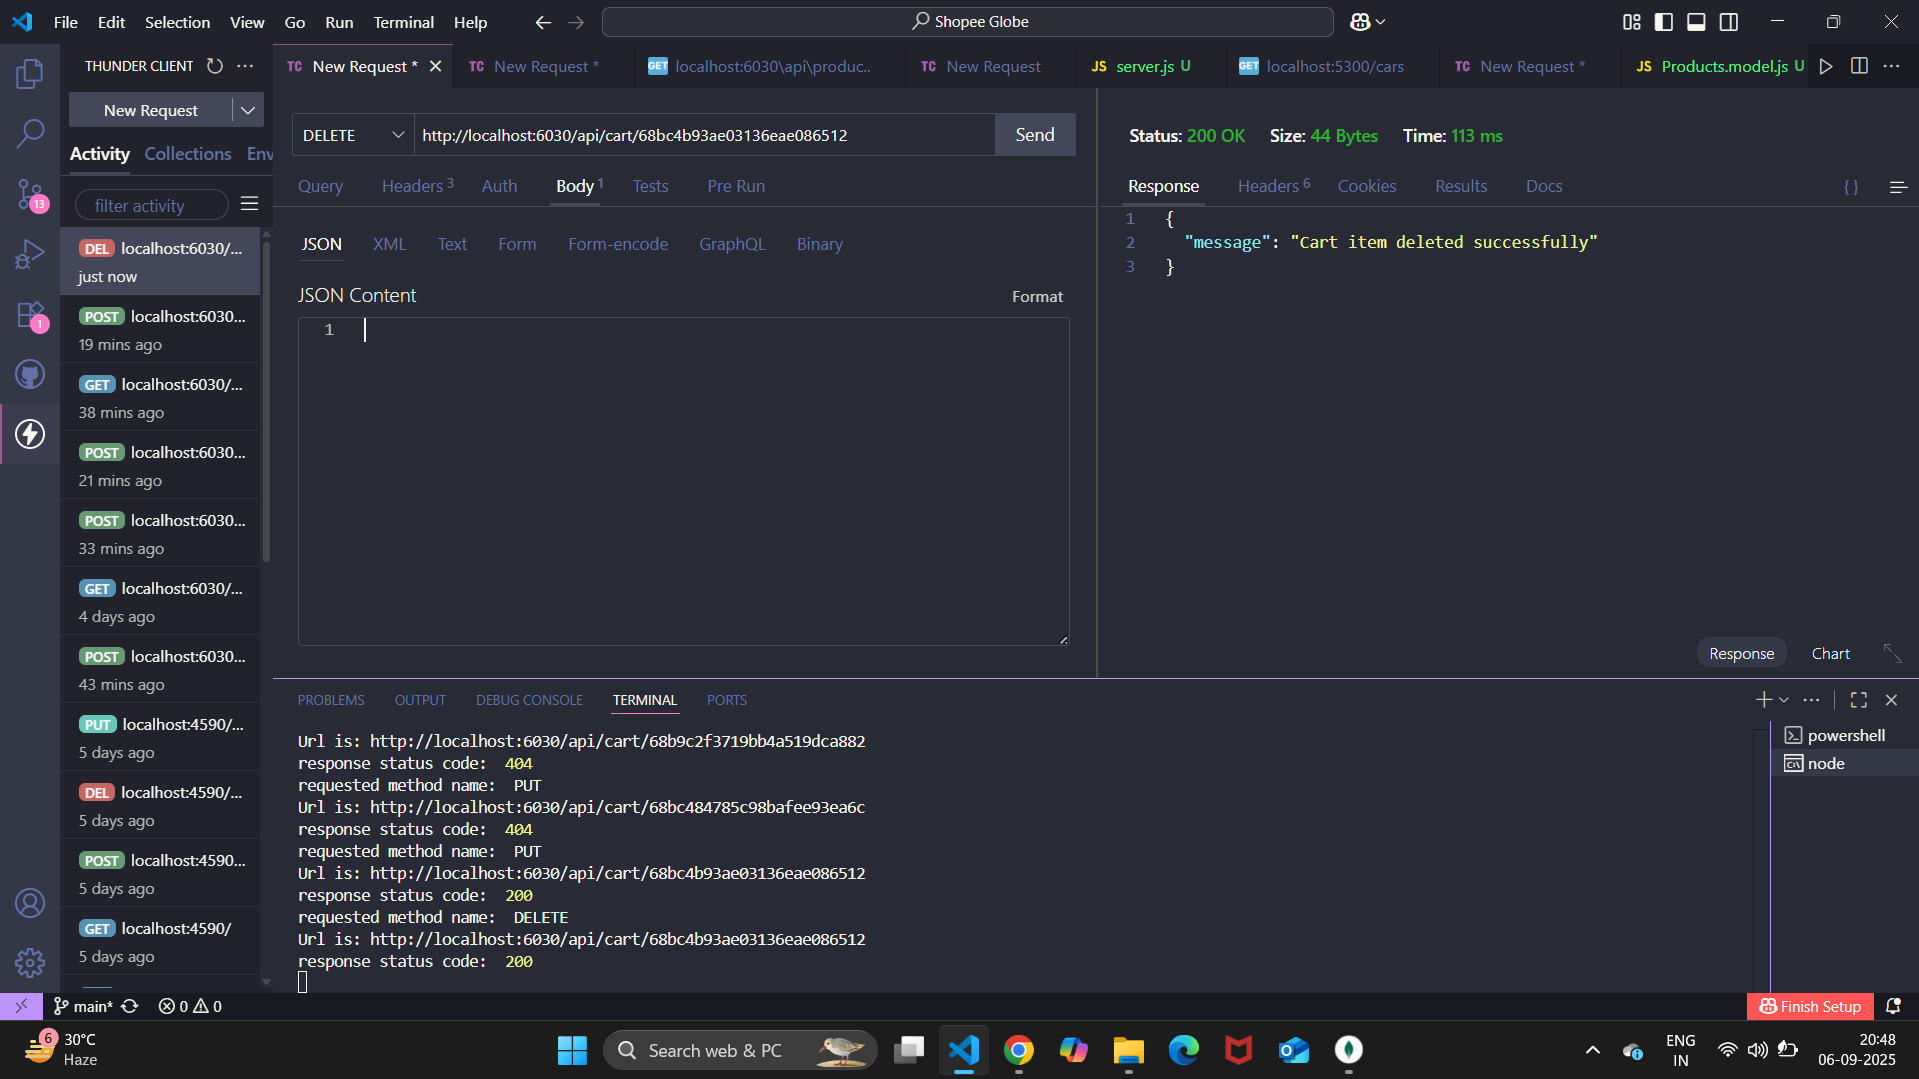 File Edit Selection View Go Run Terminal Help
Shopee Globe
THUNDER CLIENT
New Request
Activity Collections Env
filter activity
DEL localhost:6030/...
just now
POST localhost:6030...
19 mins ago
GET localhost:6030/...
38 mins ago
POST localhost:6030...
21 mins ago
POST localhost:6030...
33 mins ago
GET localhost:6030/...
4 days ago
POST localhost:6030...
43 mins ago
PUT localhost:4590/...
5 days ago
DEL localhost:4590/...
5 days ago
POST localhost:4590...
5 days ago
GET localhost:4590/
5 days ago
13
1
TC New Request *
TC New Request *
GET localhost:6030\api\produc..
TC New Request
JS server.js U
GET localhost:5300/cars
TC New Request *
JS Products.model.js U
DELETE http://localhost:6030/api/cart/68bc4b93ae03136eae086512 Send
Query Headers 3 Auth Body 1 Tests Pre Run
JSON XML Text Form Form-encode GraphQL Binary
JSON Content Format
1
Status: 200 OK Size: 44 Bytes Time: 113 ms
Response Headers 6 Cookies Results Docs {}
1 {
2 "message": "Cart item deleted successfully"
3 }
Response Chart
PROBLEMS OUTPUT DEBUG CONSOLE TERMINAL PORTS
Url is: http://localhost:6030/api/cart/68b9c2f3719bb4a519dca882
response status code: 404
requested method name: PUT
Url is: http://localhost:6030/api/cart/68bc484785c98bafee93ea6c
response status code: 404
requested method name: PUT
Url is: http://localhost:6030/api/cart/68bc4b93ae03136eae086512
response status code: 200
requested method name: DELETE
Url is: http://localhost:6030/api/cart/68bc4b93ae03136eae086512
response status code: 200
powershell
node
main* 0 0
Finish Setup
6
30°C
Haze
Search web & PC
ENG
IN
20:48
06-09-2025